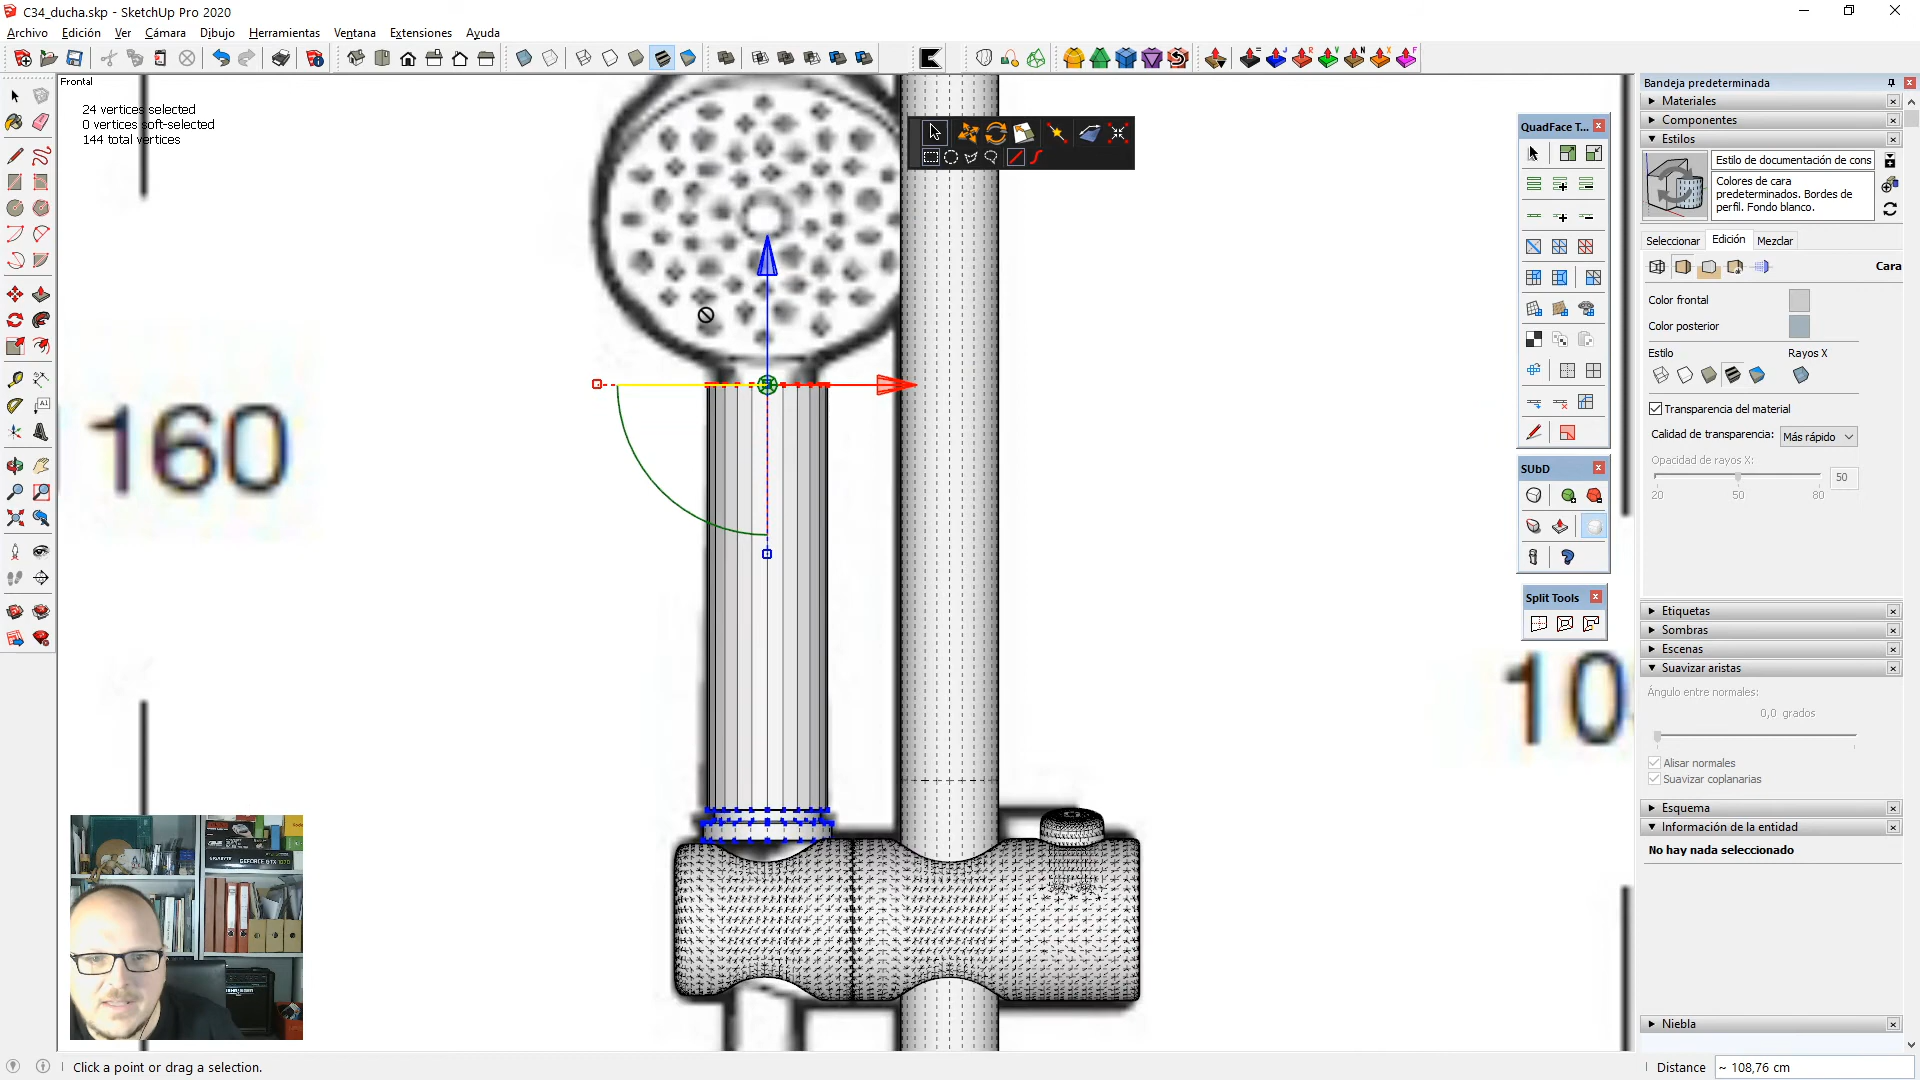 C34_ducha.skp - SketchUp Pro 2020
Archivo Edición Ver Cámara Dibujo Herramientas Ventana Extensiones Ayuda
Frontal
24 vertices selected
0 vertices soft-selected
144 total vertices
160
10
QuadFace T...
SUbD
Split Tools
Bandeja predeterminada
Materiales
Componentes
Estilos
Estilo de documentación de cons
Colores de cara
predeterminados. Bordes de
perfil. Fondo blanco.
Seleccionar Edición Mezclar
Cara
Color frontal
Color posterior
Estilo Rayos X
Transparencia del material
Calidad de transparencia: Más rápido
Opacidad de rayos X:
50
20 50 80
Etiquetas
Sombras
Escenas
Suavizar aristas
Ángulo entre normales:
0,0 grados
Alisar normales
Suavizar coplanarias
Esquema
Información de la entidad
No hay nada seleccionado
Niebla
Click a point or drag a selection.
Distance ~ 108,76 cm